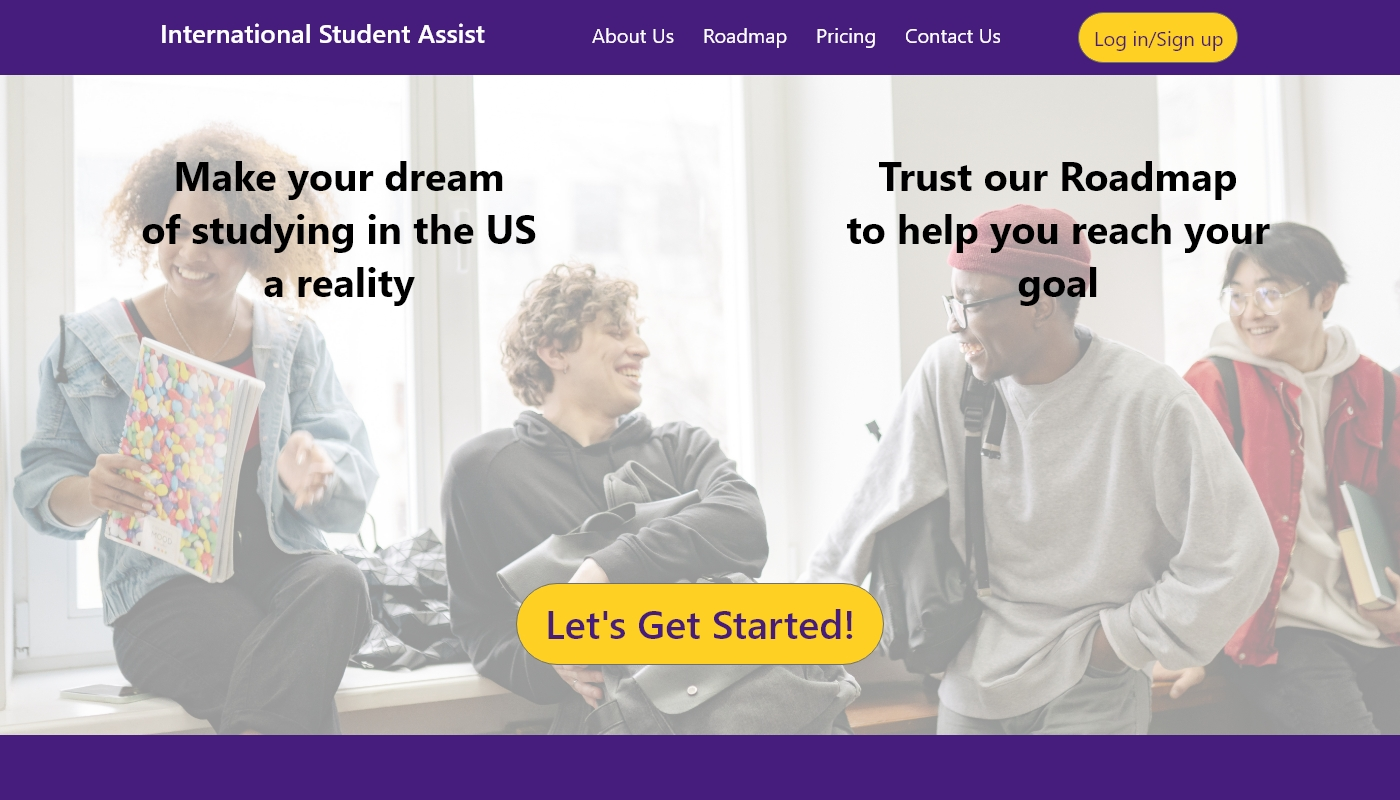 International Student Assist
About Us
Roadmap
Pricing
Contact Us
Log in/Sign up
Make your dream
of studying in the US
a reality
Trust our Roadmap
to help you reach your
goal
Let's Get Started!